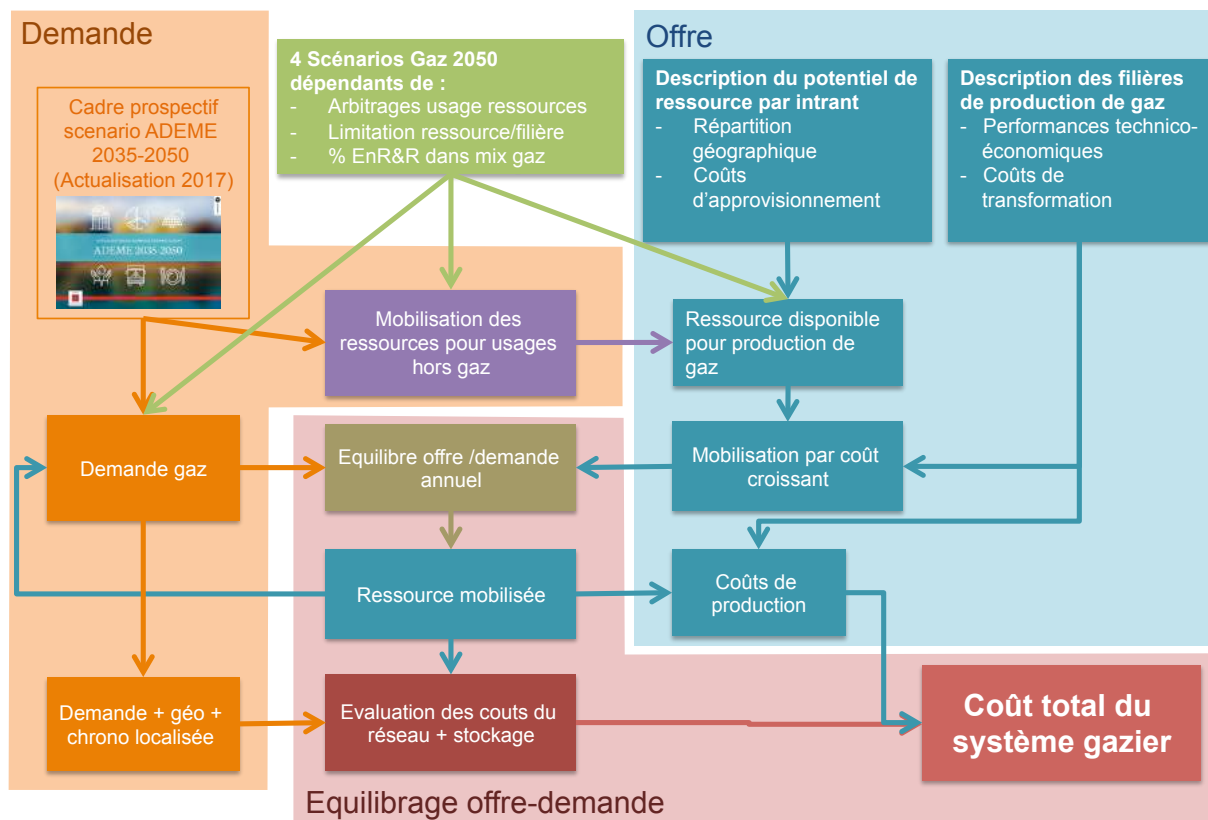 Demande
Offre
4 Scénarios Gaz 2050
dépendants de :
- Arbitrages usage ressources
- Limitation ressource/filière
- % EnR&R dans mix gaz
Description du potentiel de
ressource par intrant
- Répartition
géographique
- Coûts
d'approvisionnement
Description des filières
de production de gaz
- Performances technico-
économiques
- Coûts de
transformation
Cadre prospectif
scenario ADEME
2035-2050
(Actualisation 2017)
ADEME 2035-2050
Mobilisation des
ressources pour usages
hors gaz
Ressource disponible
pour production de
gaz
Demande gaz
Equilibre offre /demande
annuel
Mobilisation par coût
croissant
Ressource mobilisée
Coûts de
production
Demande + géo +
chrono localisée
Evaluation des couts du
réseau + stockage
Coût total du
système gazier
Equilibrage offre-demande